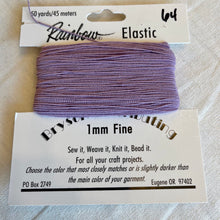 50 yards/45 meters
64
Rainbow Elastic
1mm Fine
Sew it, Weave it, Knit it, Bead it.
For all your craft projects.
Choose the color that most closely matches or is slightly darker than
the main color of your garment.
PO Box 2749 Eugene OR 97402